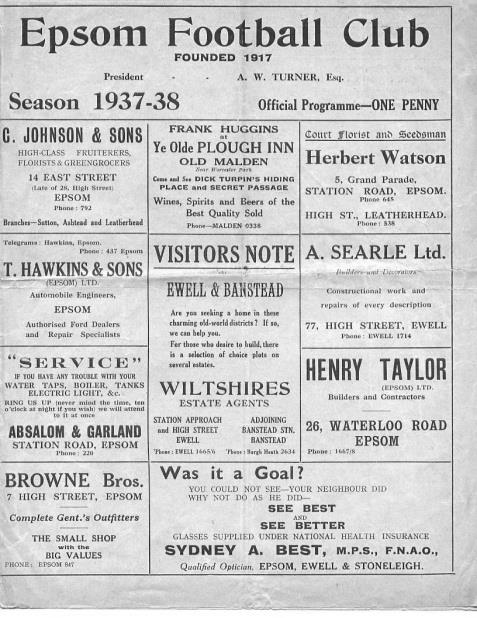 Epsom Football Club
FOUNDED 1917
President - - A. W. TURNER, Esq.
Season 1937-38 Official Programme—ONE PENNY
C. JOHNSON & SONS
HIGH-CLASS FRUITERERS,
FLORISTS & GREENGROCERS
14 EAST STREET
(Late of 28, High Street)
EPSOM
Phone: 792
Branches—Sutton, Ashtead and Leatherhead
FRANK HUGGINS
at
Ye Olde PLOUGH INN
OLD MALDEN
Near Worcester Park
Come and See DICK TURPIN'S HIDING
PLACE and SECRET PASSAGE
Wines, Spirits and Beers of the
Best Quality Sold
Phone—MALDEN 0338
Court Florist and Seedsman
Herbert Watson
5, Grand Parade,
STATION ROAD, EPSOM.
Phone 645
HIGH ST., LEATHERHEAD.
Phone: 838
Telegrams: Hawkins, Epsom.
Phone: 437 Epsom
T. HAWKINS & SONS
(EPSOM) LTD.
Automobile Engineers,
EPSOM
Authorised Ford Dealers
and Repair Specialists
VISITORS NOTE
EWELL & BANSTEAD
Are you seeking a home in these
charming old-world districts? If so,
we can help you.
For those who desire to build, there
is a selection of choice plots on
several estates.
WILTSHIRES
ESTATE AGENTS
STATION APPROACH
and HIGH STREET
EWELL
'Phone: EWELL 1665/6
ADJOINING
BANSTEAD STN.
BANSTEAD
'Phone: Burgh Heath 2634
A. SEARLE Ltd.
Builders and Decorators
Constructional work and
repairs of every description
77, HIGH STREET, EWELL
Phone: EWELL 1714
"SERVICE"
IF YOU HAVE ANY TROUBLE WITH YOUR
WATER TAPS, BOILER, TANKS
ELECTRIC LIGHT, &c.
RING US UP (never mind the time, ten
o'clock at night if you wish) we will attend
to it at once
ABSALOM & GARLAND
STATION ROAD, EPSOM
Phone: 220
HENRY TAYLOR
(EPSOM) LTD.
Builders and Contractors
26, WATERLOO ROAD
EPSOM
Phone: 1667/8
BROWNE Bros.
7 HIGH STREET, EPSOM
Complete Gent.'s Outfitters
THE SMALL SHOP
with the
BIG VALUES
PHONE: EPSOM 847
Was it a Goal?
YOU COULD NOT SEE—YOUR NEIGHBOUR DID
WHY NOT DO AS HE DID—
SEE BEST
AND
SEE BETTER
GLASSES SUPPLIED UNDER NATIONAL HEALTH INSURANCE
SYDNEY A. BEST, M.P.S., F.N.A.O.,
Qualified Optician, EPSOM, EWELL & STONELEIGH.